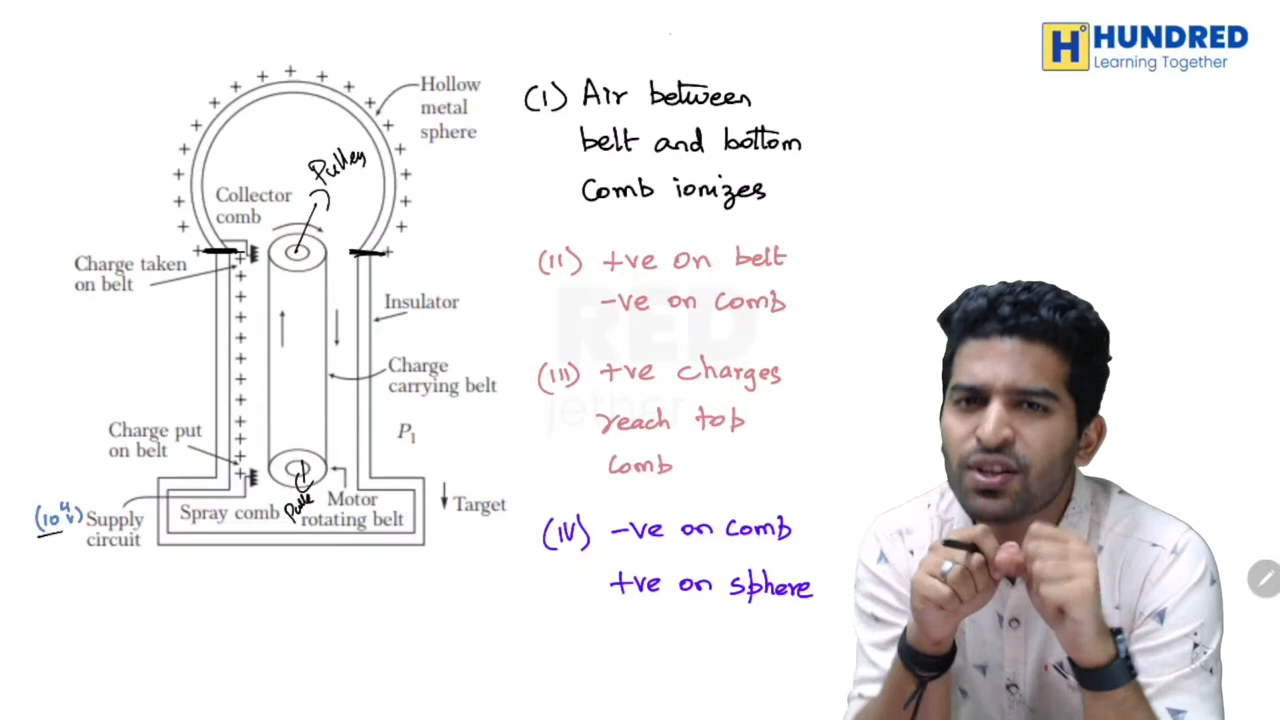 HUNDRED
Learning Together
Hollow
metal
sphere
Pulley
Collector
comb
Charge taken
on belt
Insulator
Charge
carrying belt
Charge put
on belt
P₁
Motor
rotating belt
Spray comb
Pulle
Target
(10⁴ v)
Supply
circuit
(I) Air between
belt and bottom
Comb ionizes
(II) +ve on belt
-ve on comb
(III) +ve charges
reach top
comb
(IV) -ve on comb
+ve on sphere